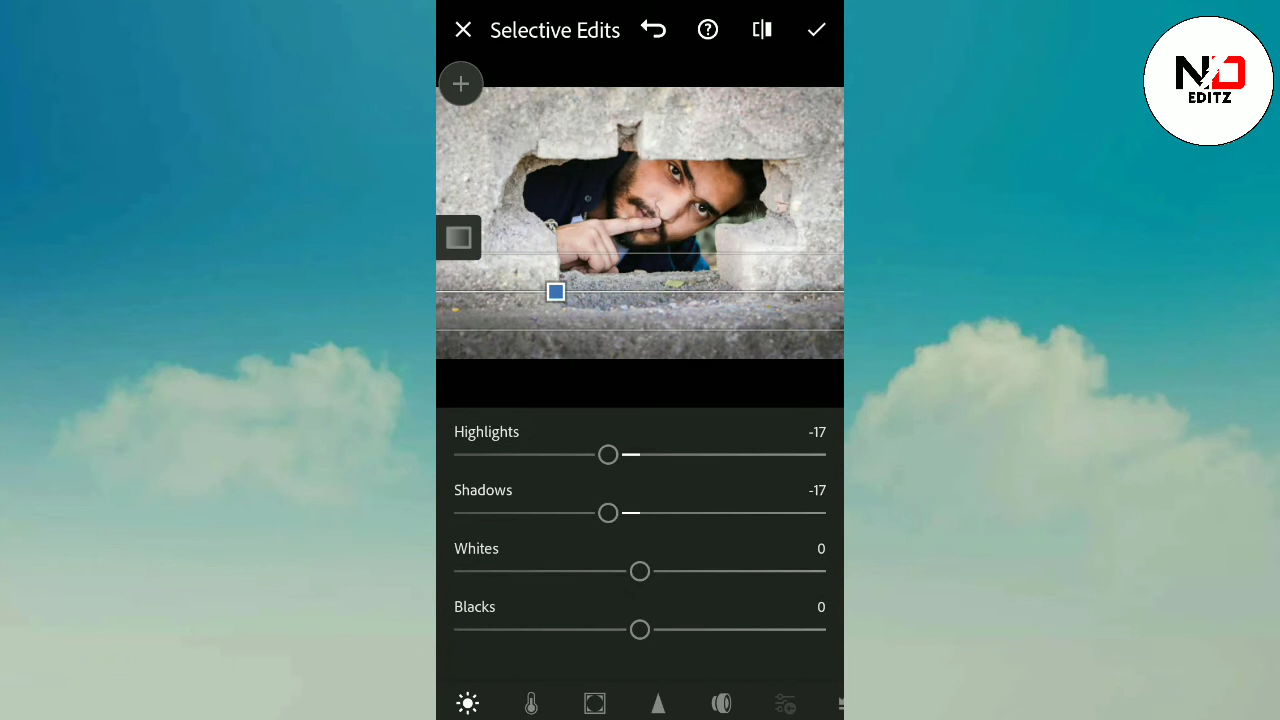 Selective Edits
ND
EDITZ
Highlights -17
Shadows -17
Whites 0
Blacks 0